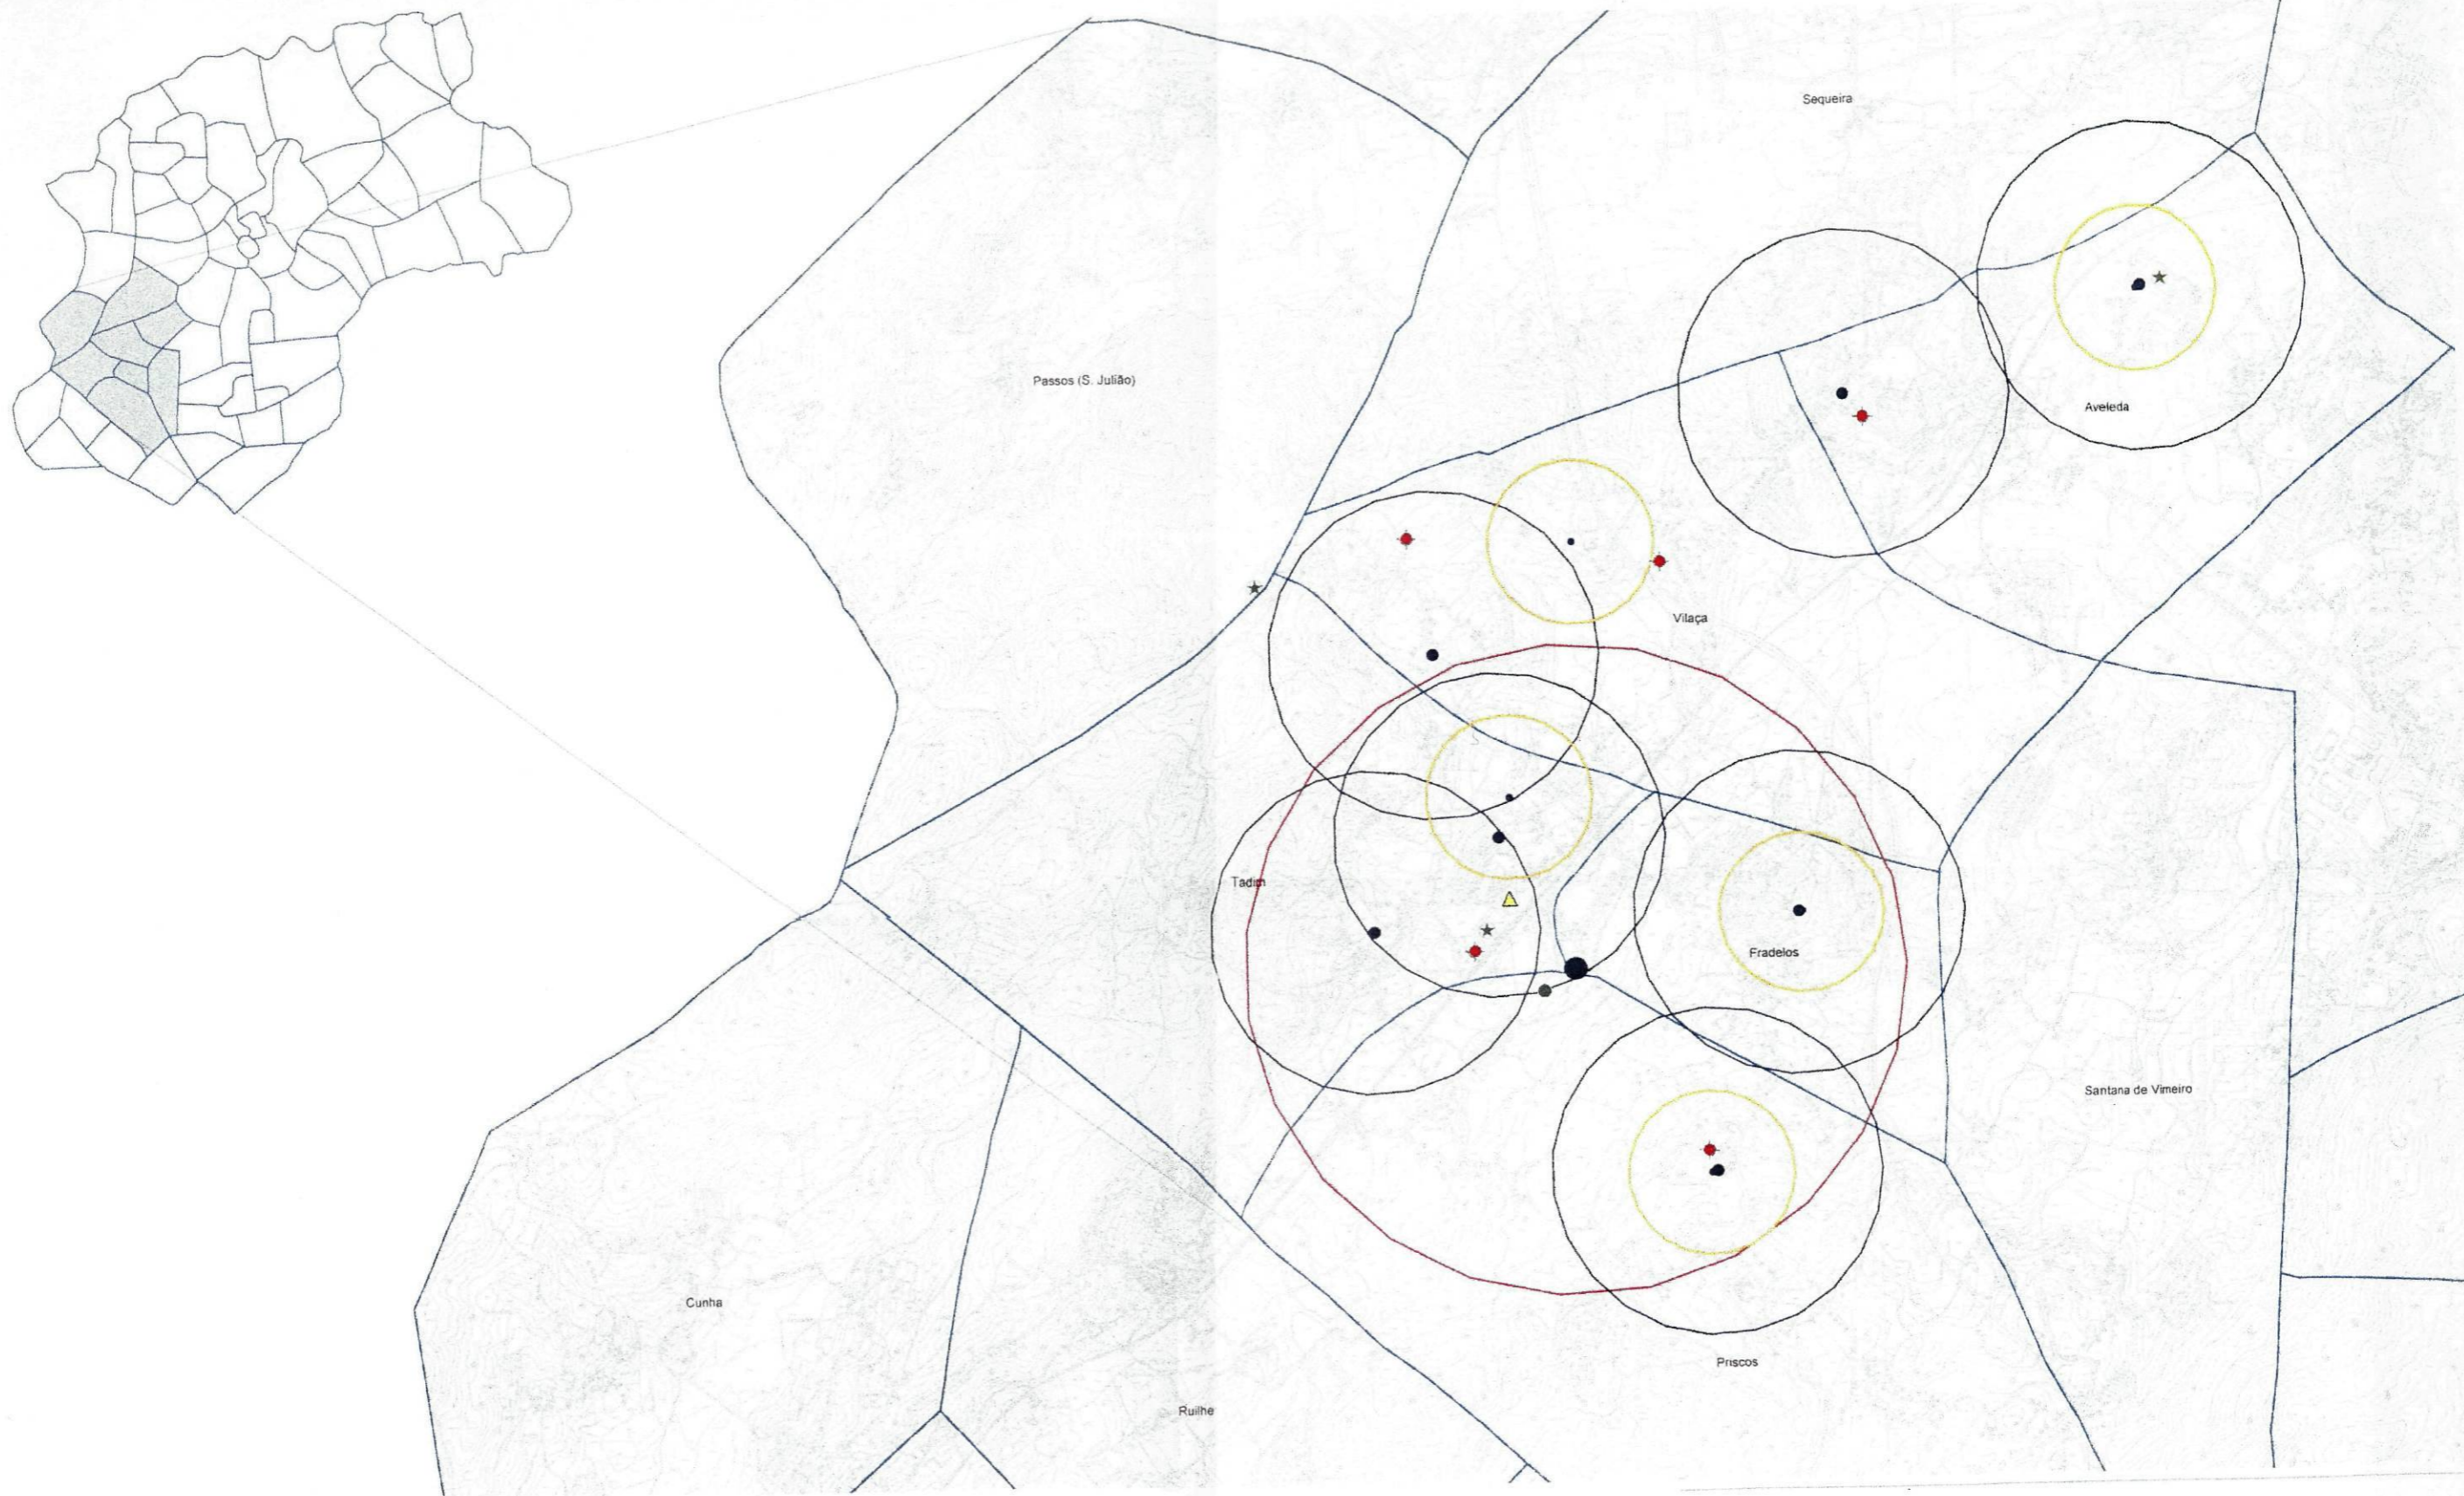 Sequeira
Passos (S. Julião)
Aveleda
Vilaça
Tadim
Fradelos
Santana de Vimeiro
Cunha
Priscos
Ruilhe